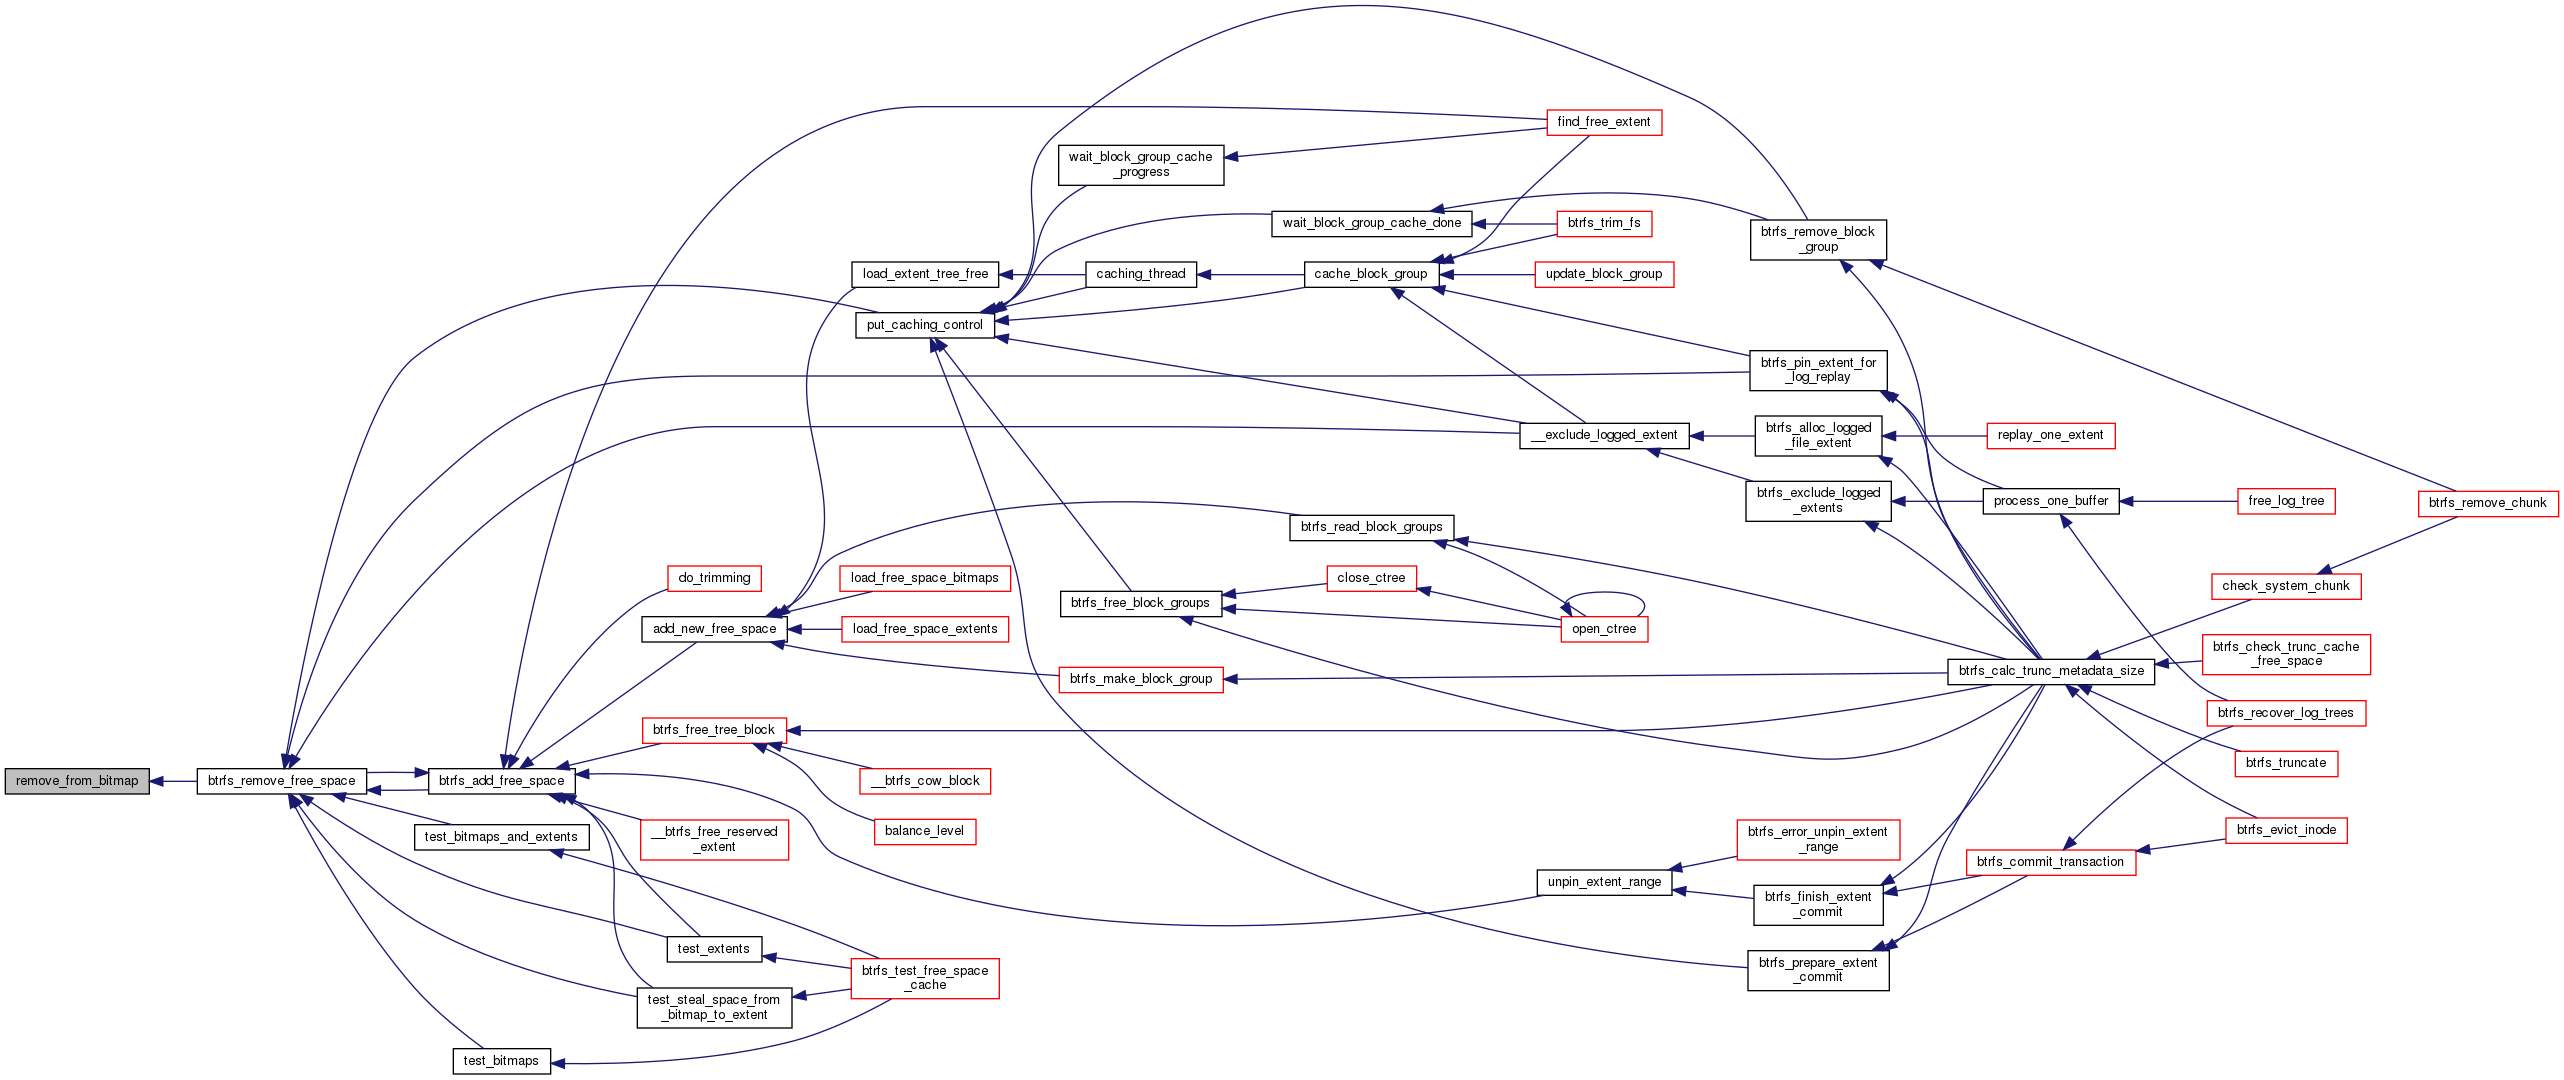 remove_from_bitmap
btrfs_remove_free_space
btrfs_add_free_space
test_bitmaps_and_extents
test_bitmaps
do_trimming
add_new_free_space
btrfs_free_tree_block
__btrfs_free_reserved
_extent
test_extents
test_steal_space_from
_bitmap_to_extent
load_extent_tree_free
put_caching_control
load_free_space_bitmaps
load_free_space_extents
__btrfs_cow_block
balance_level
btrfs_test_free_space
_cache
wait_block_group_cache
_progress
caching_thread
btrfs_free_block_groups
btrfs_make_block_group
wait_block_group_cache_done
cache_block_group
btrfs_read_block_groups
close_ctree
find_free_extent
btrfs_trim_fs
update_block_group
__exclude_logged_extent
open_ctree
unpin_extent_range
btrfs_remove_block
_group
btrfs_pin_extent_for
_log_replay
btrfs_alloc_logged
_file_extent
btrfs_exclude_logged
_extents
btrfs_error_unpin_extent
_range
btrfs_finish_extent
_commit
btrfs_prepare_extent
_commit
replay_one_extent
process_one_buffer
btrfs_calc_trunc_metadata_size
btrfs_commit_transaction
free_log_tree
check_system_chunk
btrfs_check_trunc_cache
_free_space
btrfs_recover_log_trees
btrfs_truncate
btrfs_evict_inode
btrfs_remove_chunk